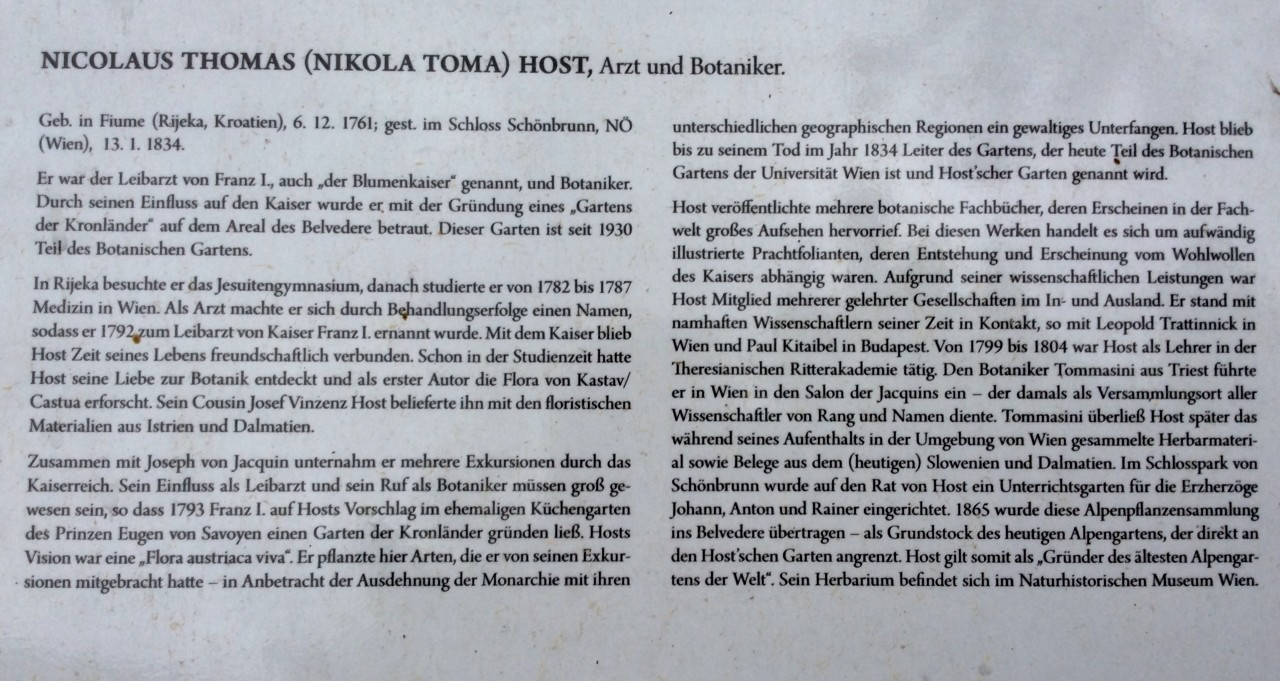 NICOLAUS THOMAS (NIKOLA TOMA) HOST, Arzt und Botaniker.
Geb. in Fiume (Rijeka, Kroatien), 6. 12. 1761; gest. im Schloss Schönbrunn, NÖ
(Wien), 13. 1. 1834.
Er war der Leibarzt von Franz I., auch „der Blumenkaiser“ genannt, und Botaniker.
Durch seinen Einfluss auf den Kaiser wurde er mit der Gründung eines „Gartens
der Kronländer“ auf dem Areal des Belvedere betraut. Dieser Garten ist seit 1930
Teil des Botanischen Gartens.
In Rijeka besuchte er das Jesuitengymnasium, danach studierte er von 1782 bis 1787
Medizin in Wien. Als Arzt machte er sich durch Behandlungserfolge einen Namen,
sodass er 1792 zum Leibarzt von Kaiser Franz I. ernannt wurde. Mit dem Kaiser blieb
Host Zeit seines Lebens freundschaftlich verbunden. Schon in der Studienzeit hatte
Host seine Liebe zur Botanik entdeckt und als erster Autor die Flora von Kastav/
Castua erforscht. Sein Cousin Josef Vinzenz Host belieferte ihn mit den floristischen
Materialien aus Istrien und Dalmatien.
Zusammen mit Joseph von Jacquin unternahm er mehrere Exkursionen durch das
Kaiserreich. Sein Einfluss als Leibarzt und sein Ruf als Botaniker müssen groß ge-
wesen sein, so dass 1793 Franz I. auf Hosts Vorschlag im ehemaligen Küchengarten
des Prinzen Eugen von Savoyen einen Garten der Kronländer gründen ließ. Hosts
Vision war eine „Flora austriaca viva“. Er pflanzte hier Arten, die er von seinen Exkur-
sionen mitgebracht hatte – in Anbetracht der Ausdehnung der Monarchie mit ihren
unterschiedlichen geographischen Regionen ein gewaltiges Unterfangen. Host blieb
bis zu seinem Tod im Jahr 1834 Leiter des Gartens, der heute Teil des Botanischen
Gartens der Universität Wien ist und Host'scher Garten genannt wird.
Host veröffentlichte mehrere botanische Fachbücher, deren Erscheinen in der Fach-
welt großes Aufsehen hervorrief. Bei diesen Werken handelt es sich um aufwändig
illustrierte Prachtfolianten, deren Entstehung und Erscheinung vom Wohlwollen
des Kaisers abhängig waren. Aufgrund seiner wissenschaftlichen Leistungen war
Host Mitglied mehrerer gelehrter Gesellschaften im In- und Ausland. Er stand mit
namhaften Wissenschaftlern seiner Zeit in Kontakt, so mit Leopold Trattinnick in
Wien und Paul Kitaibel in Budapest. Von 1799 bis 1804 war Host als Lehrer in der
Theresianischen Ritterakademie tätig. Den Botaniker Tommasini aus Triest führte
er in Wien in den Salon der Jacquins ein – der damals als Versammlungsort aller
Wissenschaftler von Rang und Namen diente. Tommasini überließ Host später das
während seines Aufenthalts in der Umgebung von Wien gesammelte Herbarmateri-
al sowie Belege aus dem (heutigen) Slowenien und Dalmatien. Im Schlosspark von
Schönbrunn wurde auf den Rat von Host ein Unterrichtsgarten für die Erzherzöge
Johann, Anton und Rainer eingerichtet. 1865 wurde diese Alpenpflanzensammlung
ins Belvedere übertragen – als Grundstock des heutigen Alpengartens, der direkt an
den Host'schen Garten angrenzt. Host gilt somit als „Gründer des ältesten Alpengar-
tens der Welt“. Sein Herbarium befindet sich im Naturhistorischen Museum Wien.